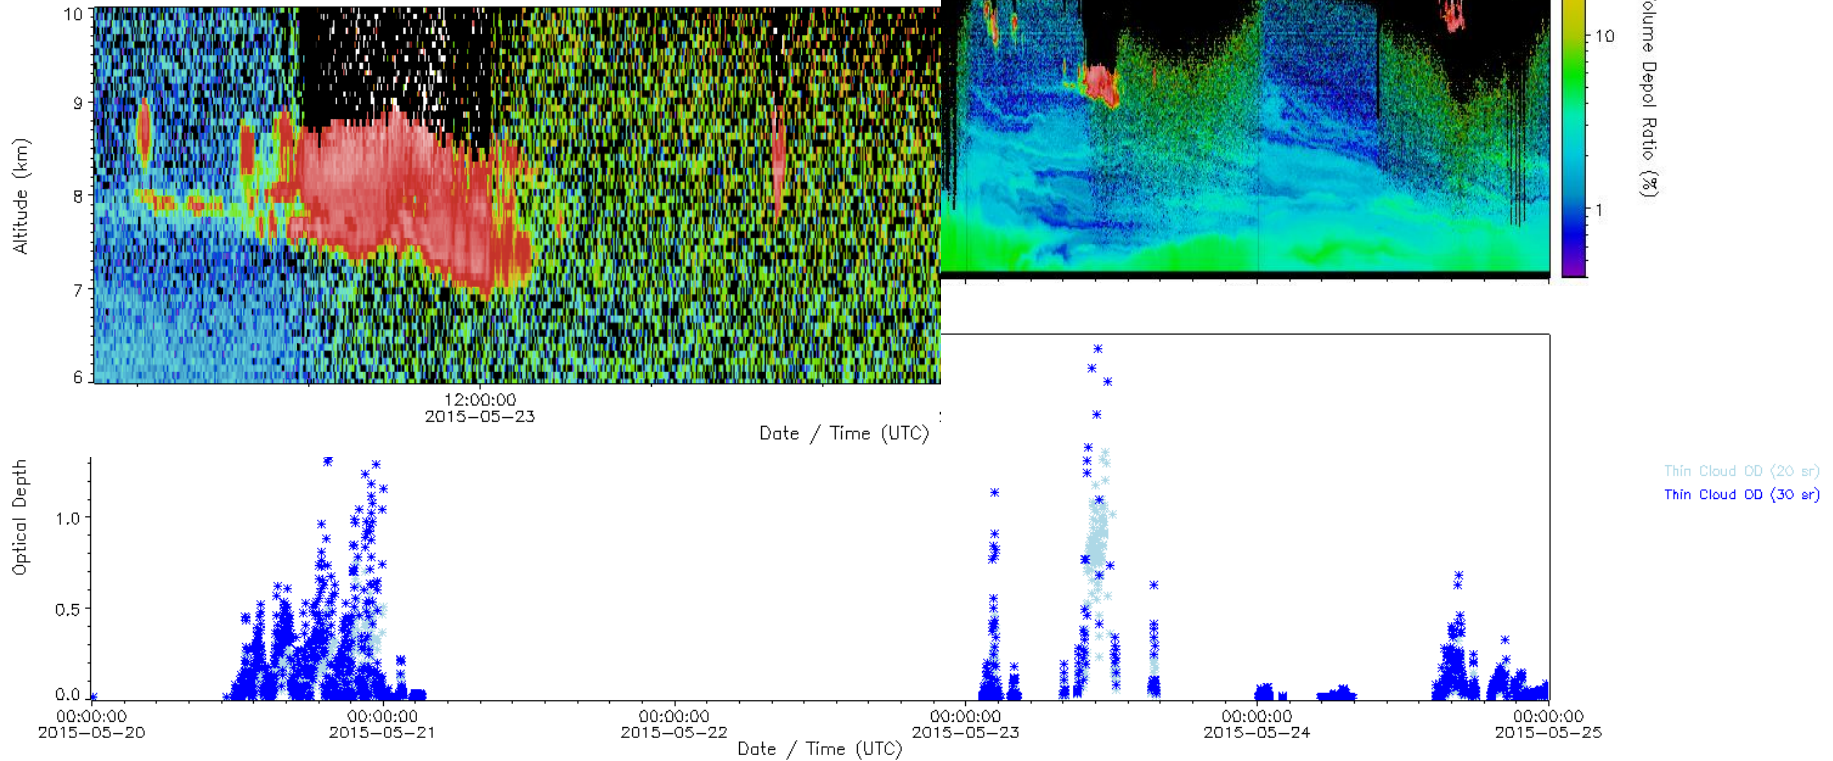 10
9
8
7
6
Altitude (km)
12:00:00
2015-05-23
Date / Time (UTC)
10
1
olume Depol Ratio (%)
Thin Cloud OD (20 sr)
Thin Cloud OD (30 sr)
Optical Depth
1.0
0.5
0.0
00:00:00 00:00:00 00:00:00 00:00:00 00:00:00 00:00:00
2015-05-20 2015-05-21 2015-05-22 2015-05-23 2015-05-24 2015-05-25
Date / Time (UTC)